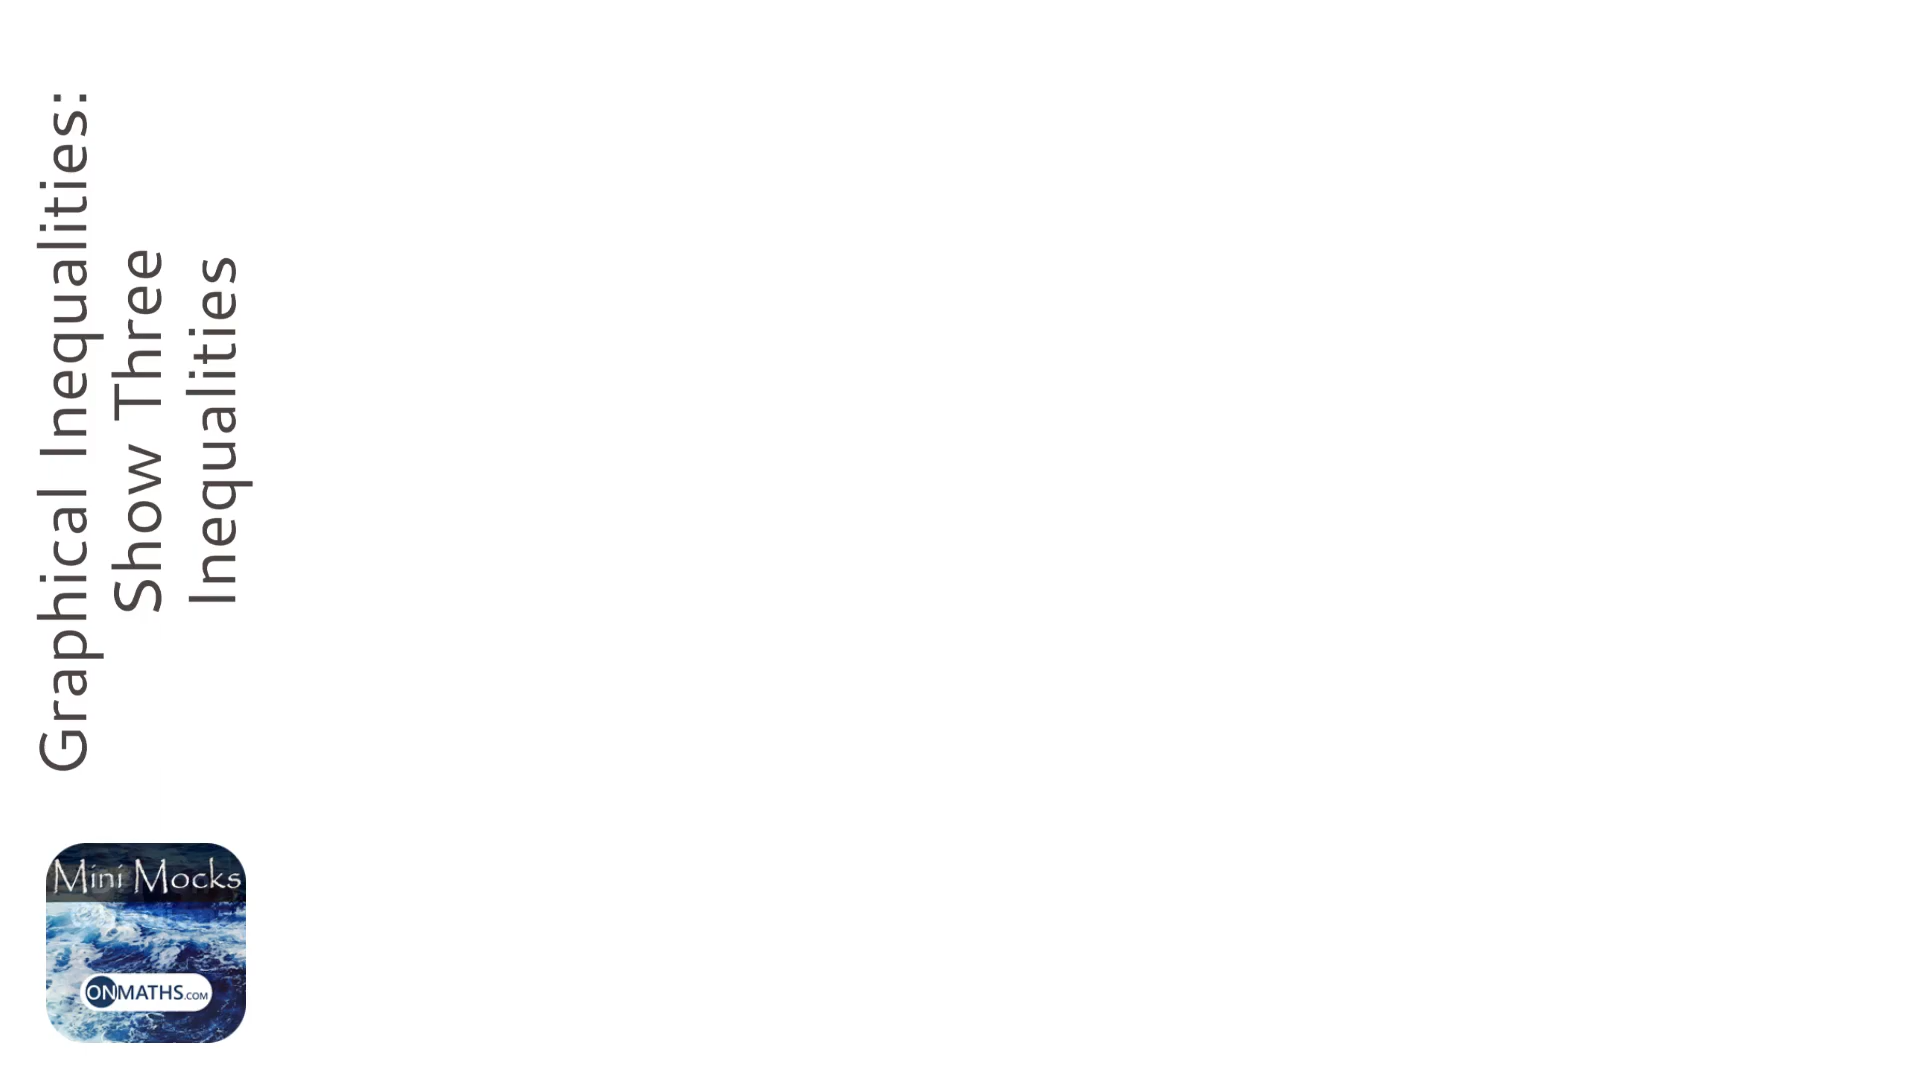 Graphical Inequalities:
Show Three
Inequalities
Mini Mocks
ONMATHS.COM